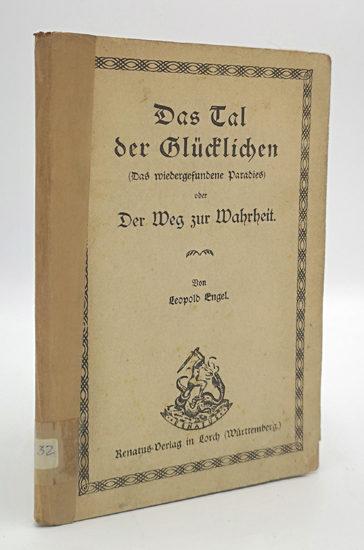 Das Tal
der Glücklichen
(Das wiedergefundene Paradies)
oder
Der Weg zur Wahrheit.
Von
Leopold Engel.
RENATUS
Renatus-Verlag in Lorch (Württemberg.)
32